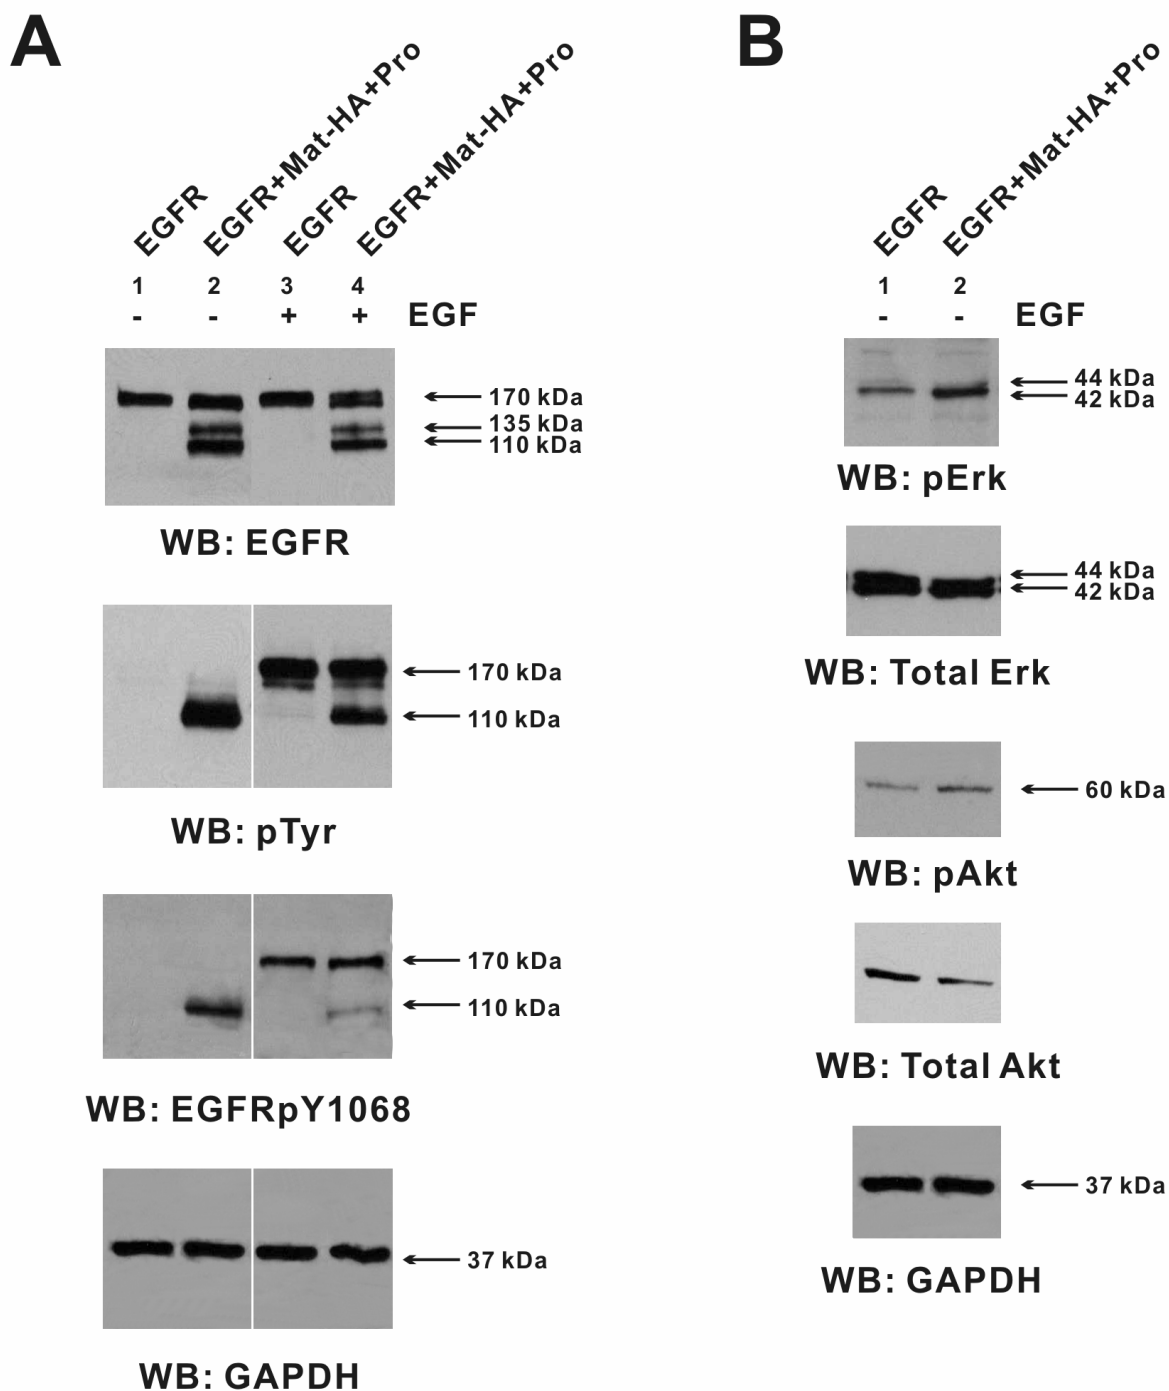 A
EGFR
EGFR+Mat-HA+Pro
EGFR
EGFR+Mat-HA+Pro
1 2 3 4
- - + + EGF
170 kDa
135 kDa
110 kDa
WB: EGFR
170 kDa
110 kDa
WB: pTyr
170 kDa
110 kDa
WB: EGFRpY1068
37 kDa
WB: GAPDH
B
EGFR
EGFR+Mat-HA+Pro
1 2
- - EGF
44 kDa
42 kDa
WB: pErk
44 kDa
42 kDa
WB: Total Erk
60 kDa
WB: pAkt
WB: Total Akt
37 kDa
WB: GAPDH